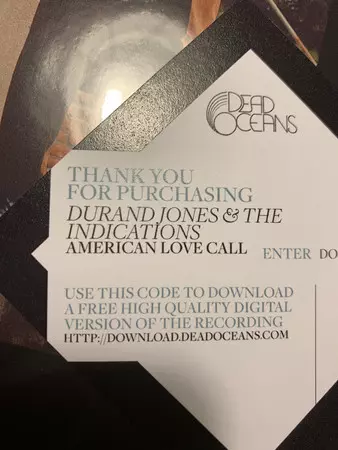 DEAD
OCEANS
THANK YOU
FOR PURCHASING
DURAND JONES & THE
INDICATIONS
AMERICAN LOVE CALL
ENTER DO
USE THIS CODE TO DOWNLOAD
A FREE HIGH QUALITY DIGITAL
VERSION OF THE RECORDING
HTTP://DOWNLOAD.DEADOCEANS.COM